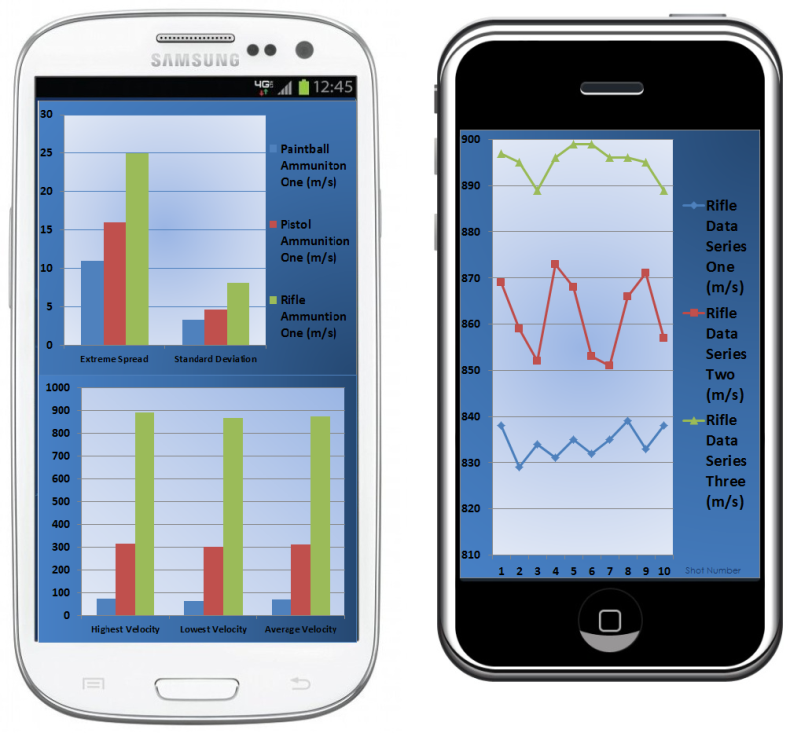 SAMSUNG
4G 12:45
30
25
20
15
10
5
0
Extreme Spread Standard Deviation
Paintball
Ammuniton
One (m/s)
Pistol
Ammunition
One (m/s)
Rifle
Ammuntion
One (m/s)
1000
900
800
700
600
500
400
300
200
100
0
Highest Velocity Lowest Velocity Average Velocity
900
890
880
870
860
850
840
830
820
810
1 2 3 4 5 6 7 8 9 10 Shot Number
Rifle
Data
Series
One
(m/s)
Rifle
Data
Series
Two
(m/s)
Rifle
Data
Series
Three
(m/s)